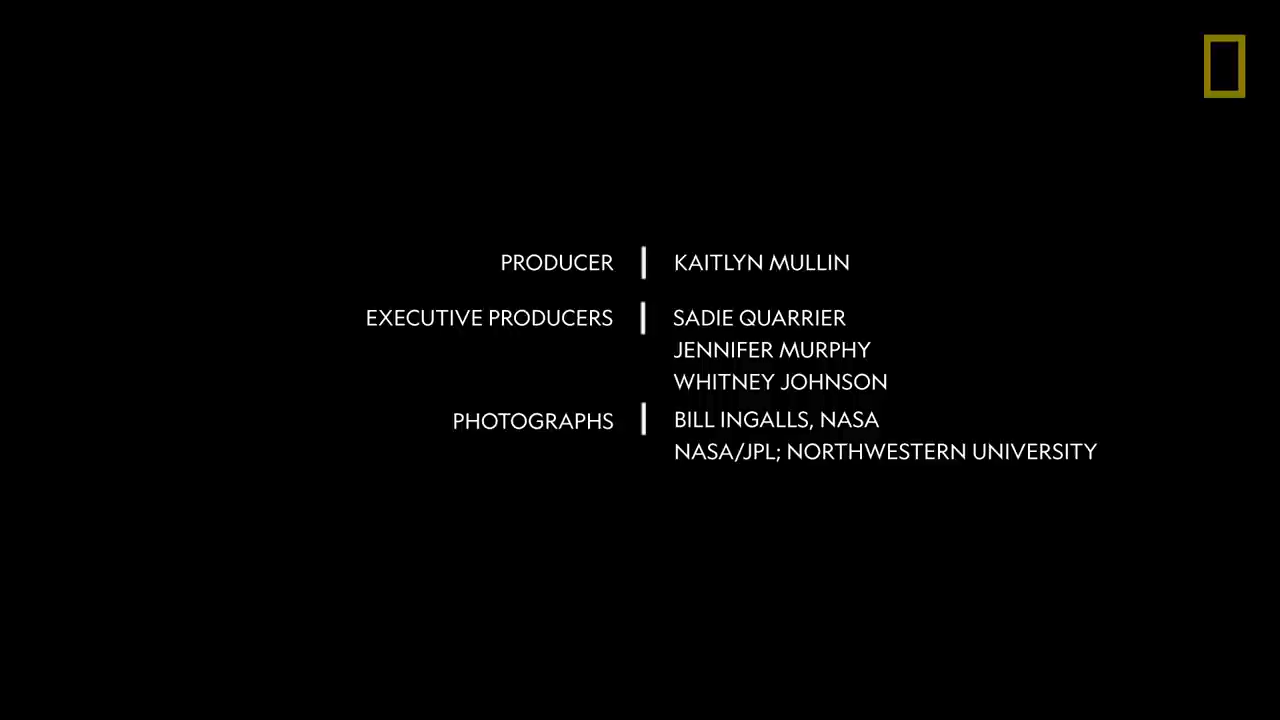 PRODUCER | KAITLYN MULLIN
EXECUTIVE PRODUCERS | SADIE QUARRIER
JENNIFER MURPHY
WHITNEY JOHNSON
PHOTOGRAPHS | BILL INGALLS, NASA
NASA/JPL; NORTHWESTERN UNIVERSITY